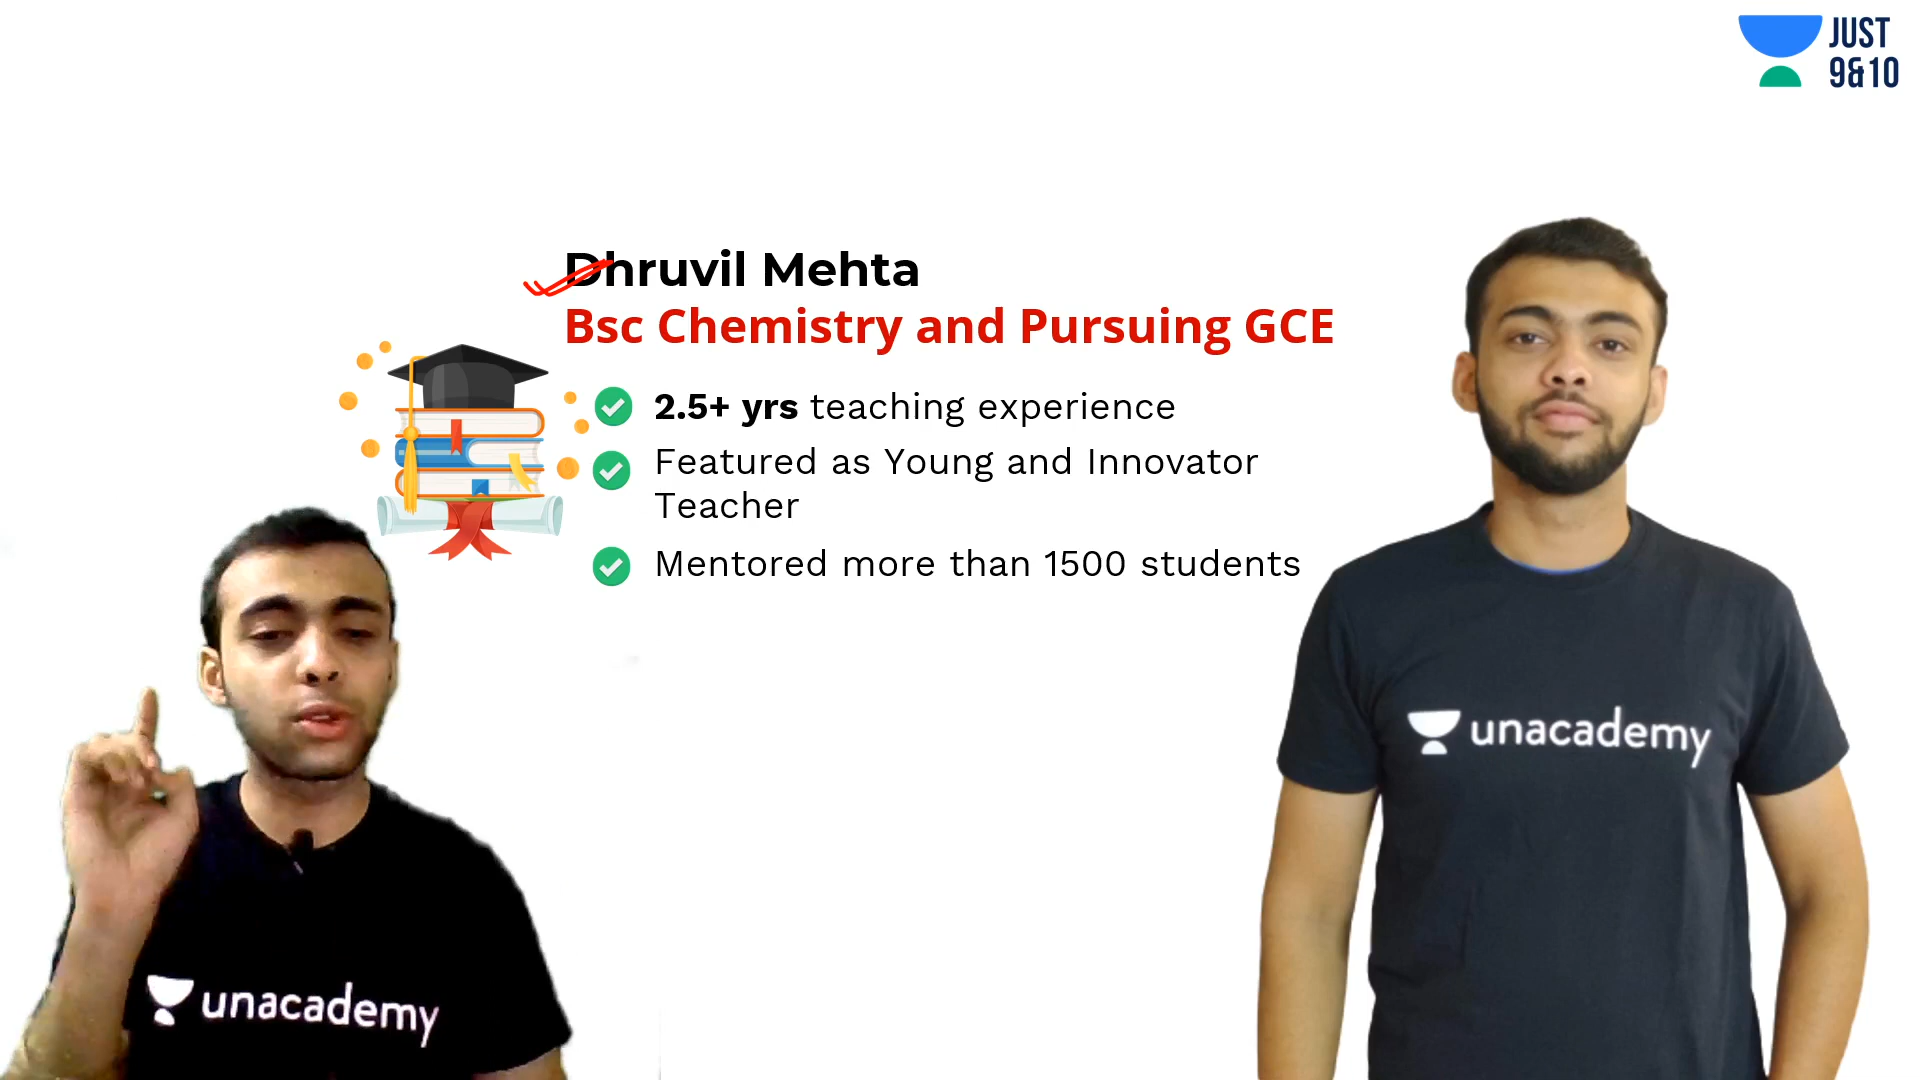 JUST
9&10
Dhruvil Mehta
Bsc Chemistry and Pursuing GCE
2.5+ yrs teaching experience
Featured as Young and Innovator
Teacher
Mentored more than 1500 students
unacademy
unacademy